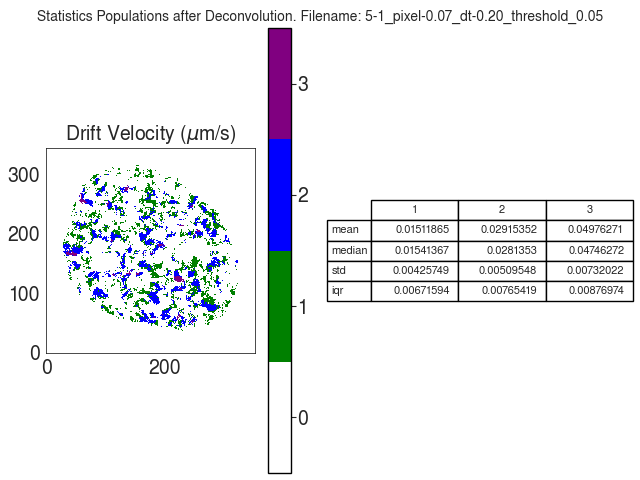 Statistics Populations after Deconvolution. Filename: 5-1_pixel-0.07_dt-0.20_threshold_0.05
Drift Velocity (μm/s)
300
200
100
0
0 200
3
2
1
0
1 2 3
mean 0.01511865 0.02915352 0.04976271
median 0.01541367 0.0281353 0.04746272
std 0.00425749 0.00509548 0.00732022
iqr 0.00671594 0.00765419 0.00876974